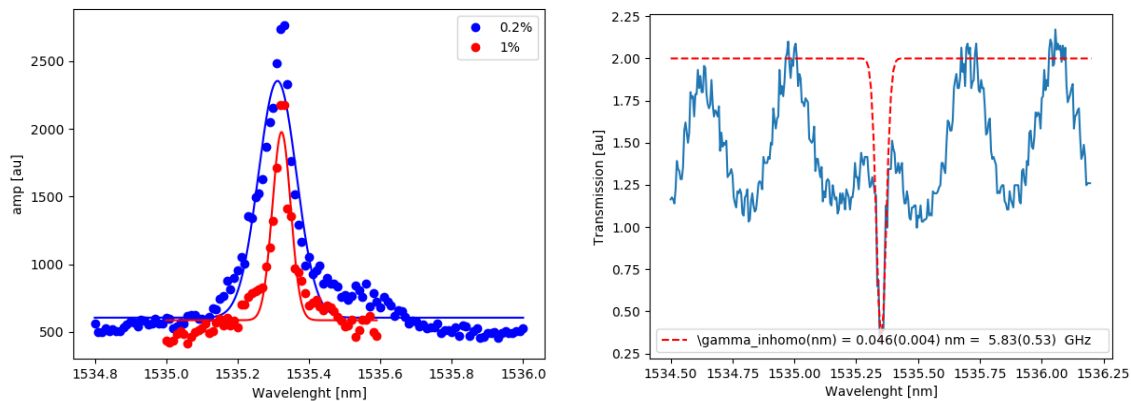 0.2%
1%
2500
2000
1500
1000
500
amp [au]
1534.8 1535.0 1535.2 1535.4 1535.6 1535.8 1536.0
Wavelenght [nm]
2.25
2.00
1.75
1.50
1.25
1.00
0.75
0.50
0.25
Transmission [au]
\gamma_inhomo(nm) = 0.046(0.004) nm = 5.83(0.53) GHz
1534.50 1534.75 1535.00 1535.25 1535.50 1535.75 1536.00 1536.25
Wavelenght [nm]